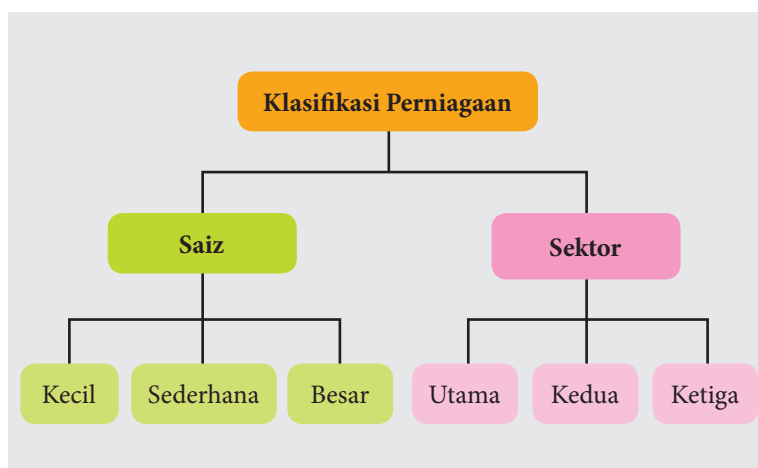 Klasifikasi Perniagaan
Saiz
Sektor
Kecil
Sederhana
Besar
Utama
Kedua
Ketiga